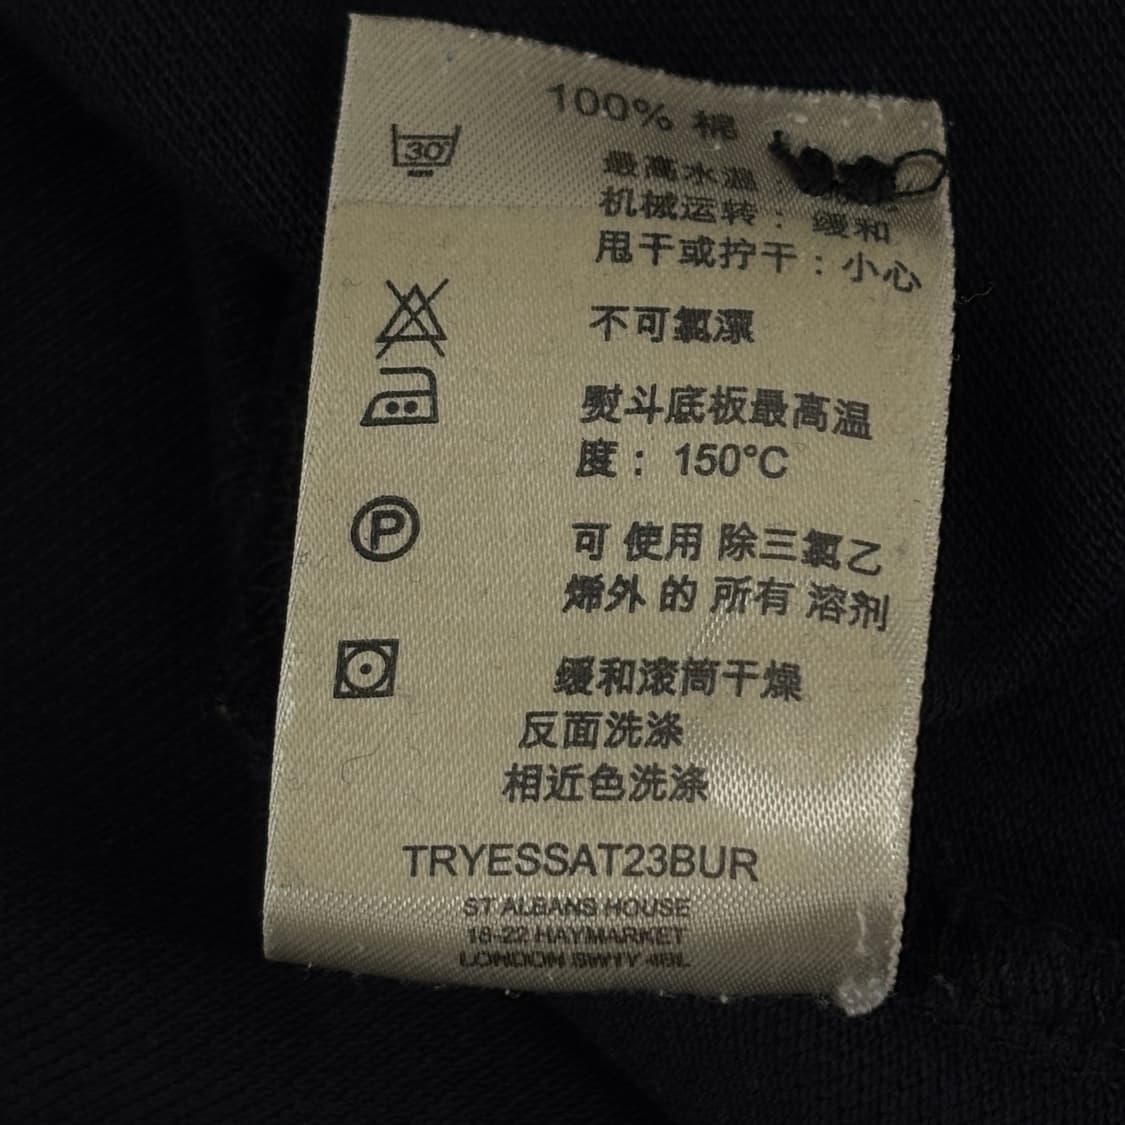 100% 棉
30°
最高水温
机械运转：缓和
甩干或拧干：小心
不可氯漂
熨斗底板最高温
度：150°C
P
可 使用 除三氯乙
烯外 的 所有 溶剂
缓和滚筒干燥
反面洗涤
相近色洗涤
TRYESSAT23BUR
ST ALBANS HOUSE
18-22 HAYMARKET
LONDON SW1Y